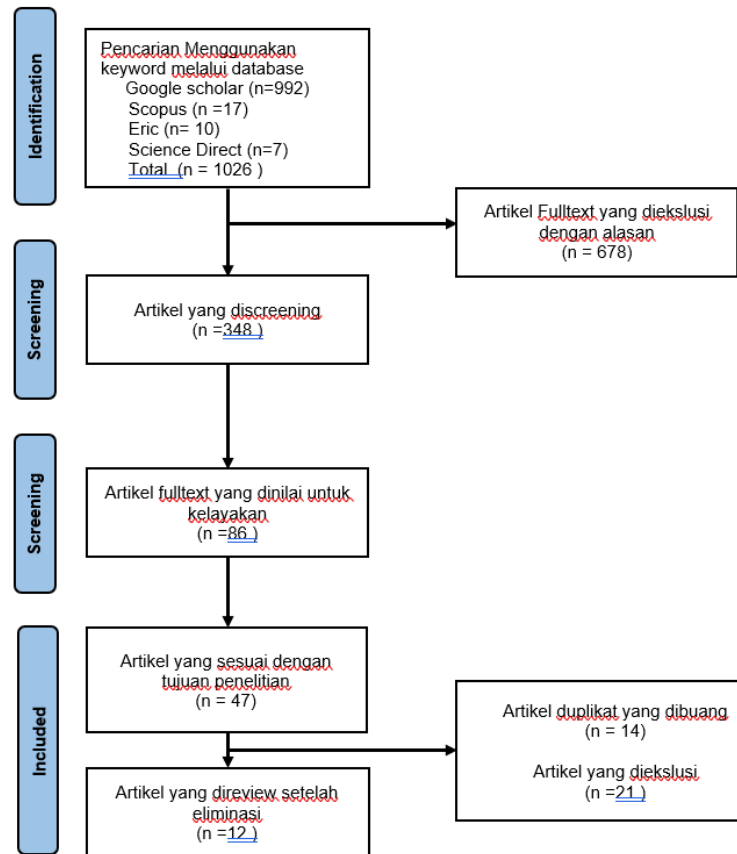 Identification
Pencarian Menggunakan
keyword melalui database
Google scholar (n=992)
Scopus (n =17)
Eric (n= 10)
Science Direct (n=7)
Total (n = 1026 )
Artikel Fulltext yang diekslusi
dengan alasan
(n = 678)
Screening
Artikel yang discreening
(n =348 )
Screening
Artikel fulltext yang dinilai untuk
kelayakan
(n =86 )
Included
Artikel yang sesuai dengan
tujuan penelitian
(n = 47)
Artikel duplikat yang dibuang
(n = 14)
Artikel yang diekslusi
(n =21 )
Artikel yang direview setelah
eliminasi
(n =12 )